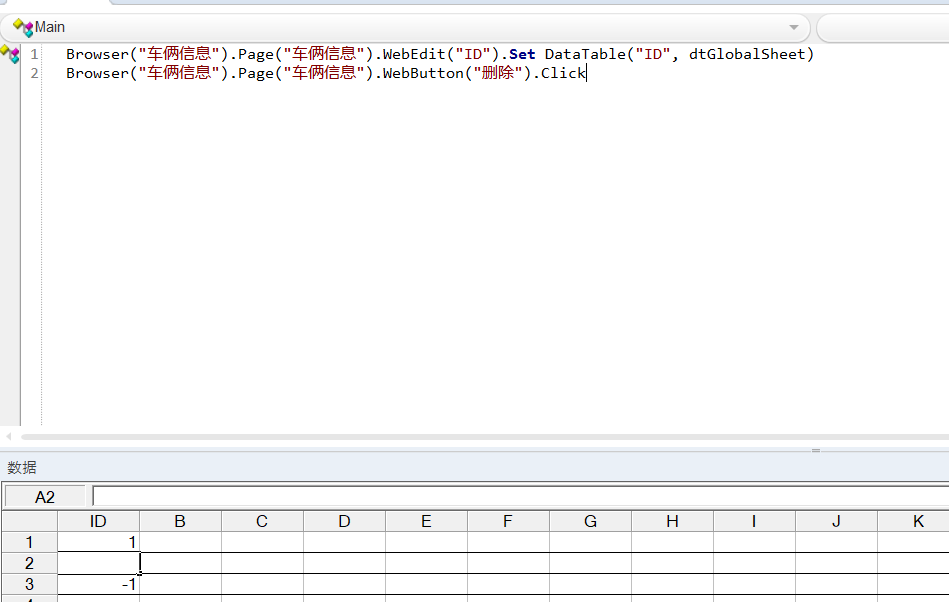 Main
1 Browser("车俩信息").Page("车俩信息").WebEdit("ID").Set DataTable("ID", dtGlobalSheet)
2 Browser("车俩信息").Page("车俩信息").WebButton("删除").Click
数据
A2
ID B C D E F G H I J K
1 1
2
3 -1